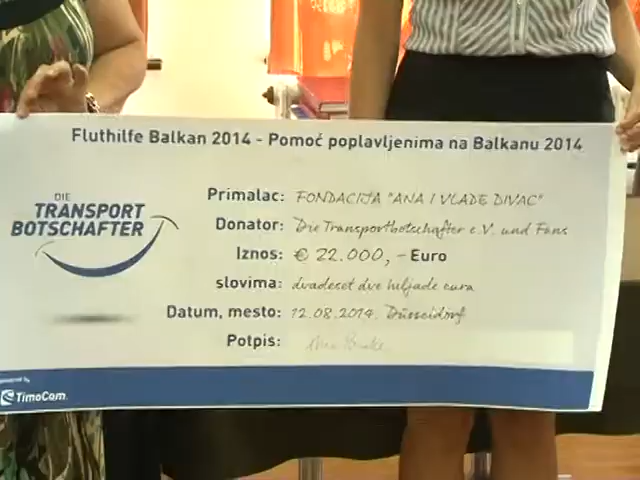 Fluthilfe Balkan 2014 - Pomoć poplavljenima na Balkanu 2014
DIE
TRANSPORT
BOTSCHAFTER
Primalac: FONDACIJA "ANA I VLADE DIVAC"
Donator: Die Transportbotschafter e.V. und Fans
Iznos: € 22.000,- Euro
slovima: dvadeset dve hiljade eura
Datum, mesto: 12.08.2014. Düsseldorf
Potpis:
powered by
TimoCom